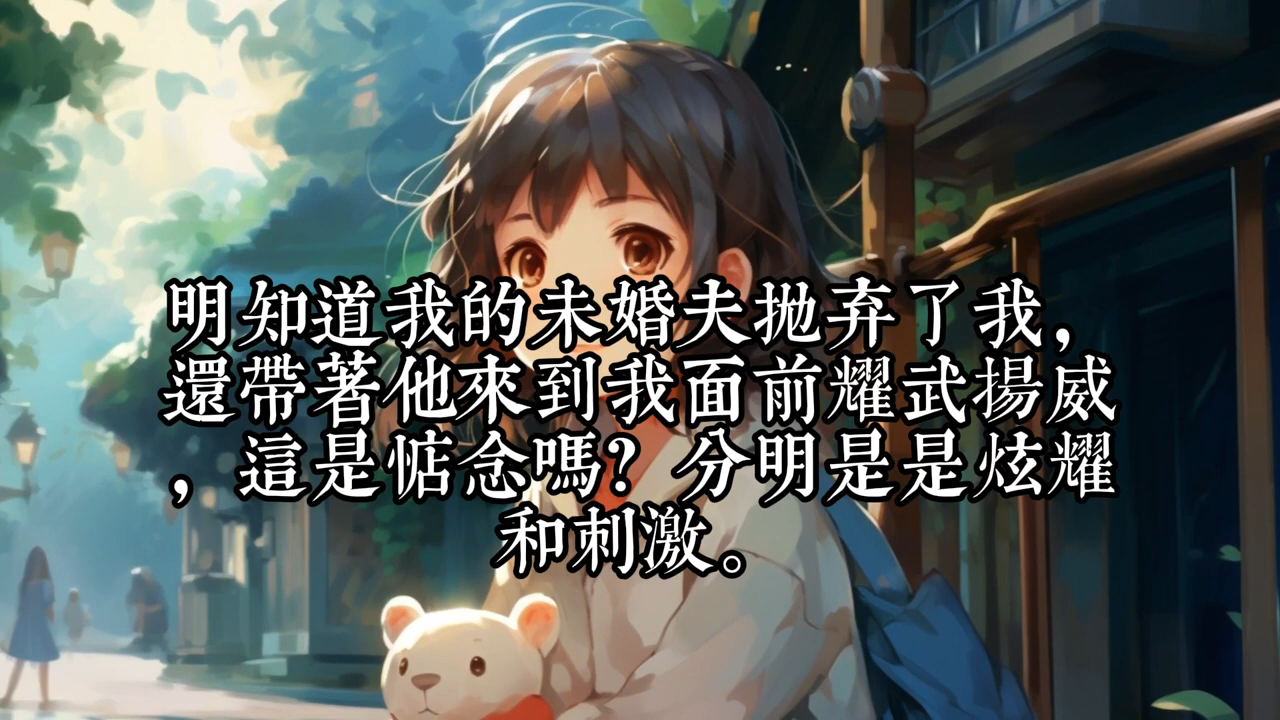 明知道我的未婚夫拋弃了我，
還帶著他來到我面前耀武揚威
，這是惦念嗎？分明是是炫耀
和刺激。